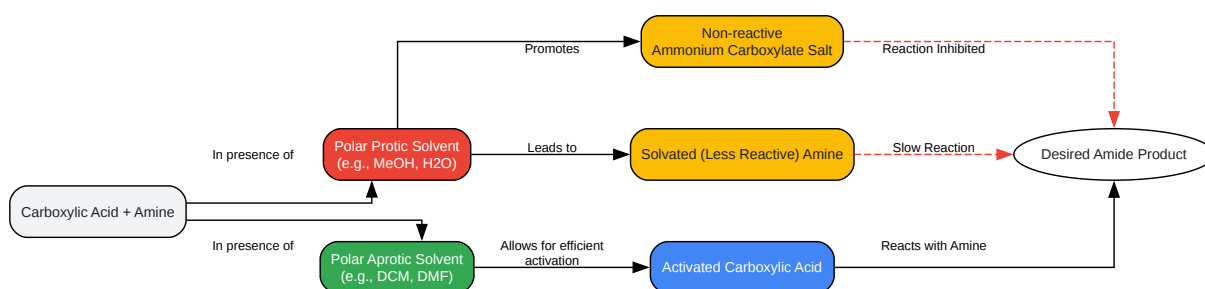 Non-reactive
Ammonium Carboxylate Salt
Promotes
Reaction Inhibited
In presence of
Polar Protic Solvent
(e.g., MeOH, H2O)
Leads to
Solvated (Less Reactive) Amine
Slow Reaction
Desired Amide Product
Carboxylic Acid + Amine
In presence of
Polar Aprotic Solvent
(e.g., DCM, DMF)
Allows for efficient
activation
Activated Carboxylic Acid
Reacts with Amine